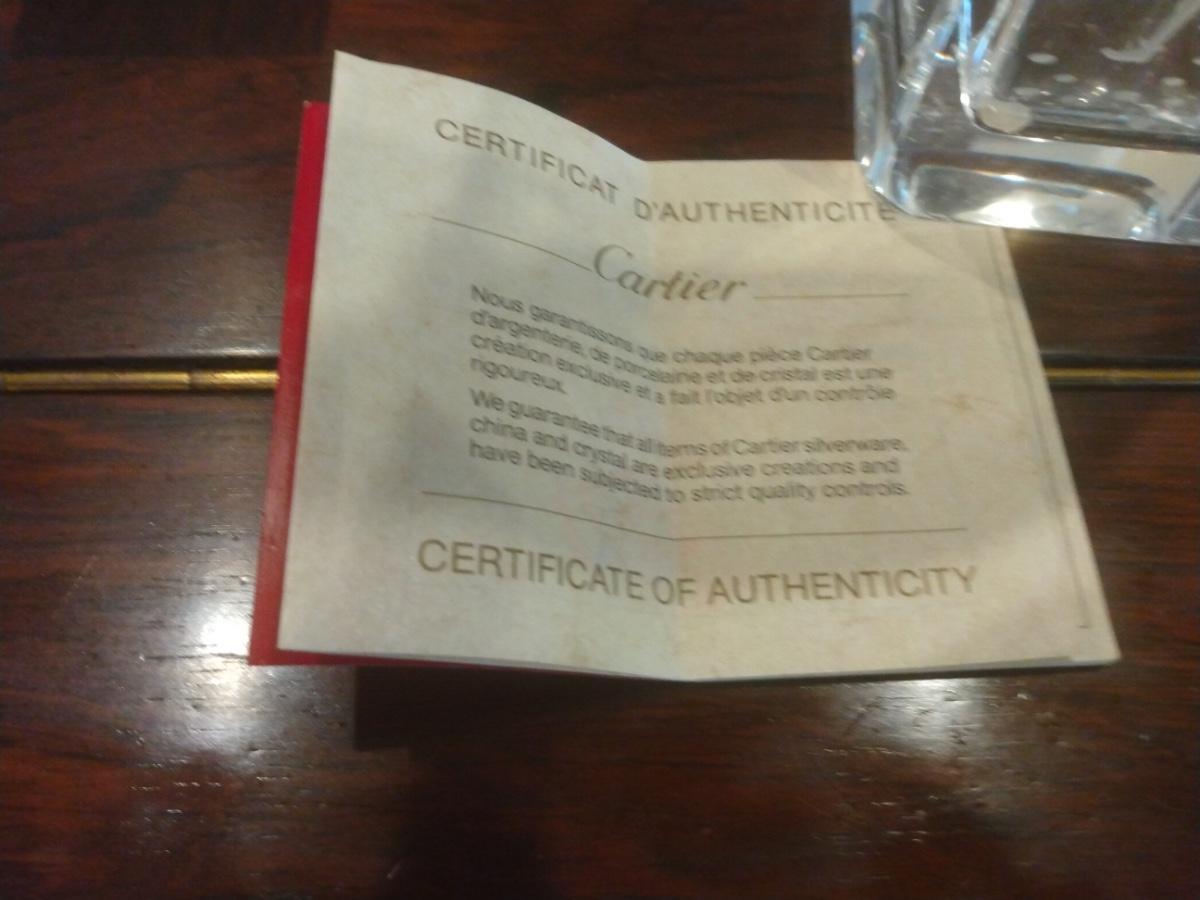 CERTIFICAT D'AUTHENTICITE
Cartier
Nous garantissons que chaque pièce Cartier
d'argenterie, de porcelaine et de cristal est une
création exclusive et a fait l'objet d'un contrôle
rigoureux.
We guarantee that all items of Cartier silverware,
china and crystal are exclusive creations and
have been subjected to strict quality controls.
CERTIFICATE OF AUTHENTICITY